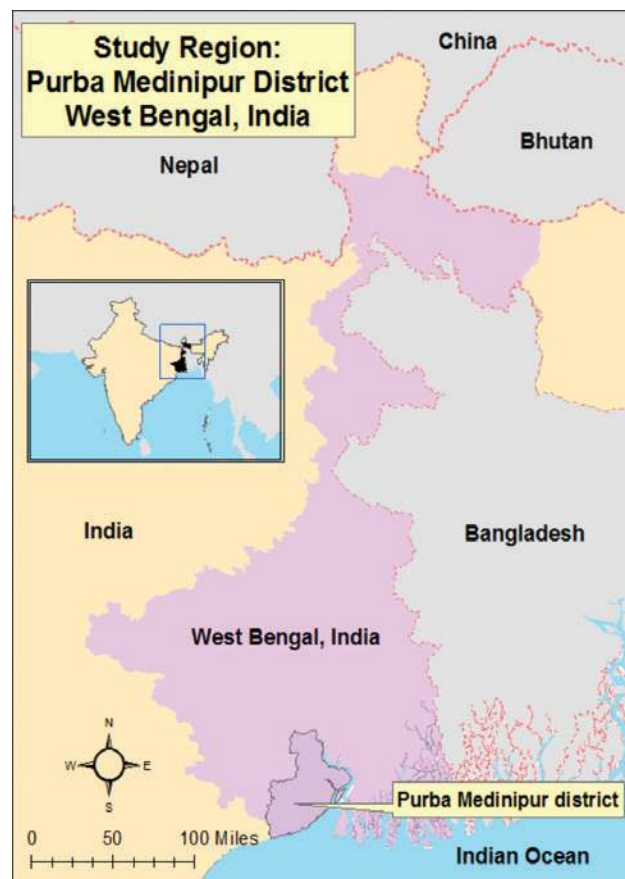 Study Region:
Purba Medinipur District
West Bengal, India
China
Bhutan
Nepal
India
Bangladesh
West Bengal, India
N
W E
S
Purba Medinipur district
0 50 100 Miles
Indian Ocean